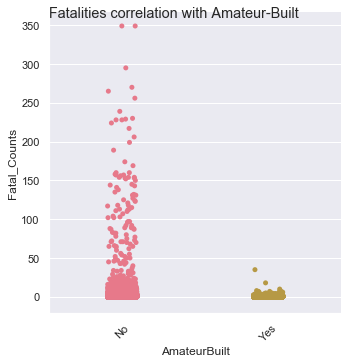 Fatalities correlation with Amateur-Built
350
300
250
200
150
100
50
0
Fatal_Counts
No
Yes
AmateurBuilt